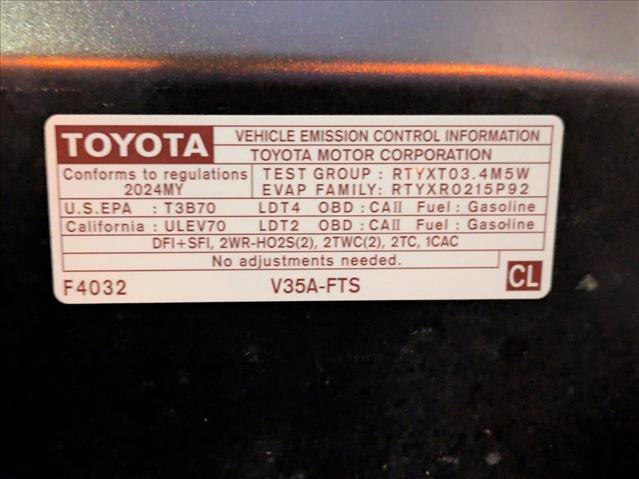 TOYOTA VEHICLE EMISSION CONTROL INFORMATION
TOYOTA MOTOR CORPORATION
Conforms to regulations TEST GROUP : RTYXT03.4M5W
2024MY EVAP FAMILY: RTYXR0215P92
U.S.EPA : T3B70 LDT4 OBD : CAII Fuel : Gasoline
California : ULEV70 LDT2 OBD : CAII Fuel : Gasoline
DFI+SFI, 2WR-HO2S(2), 2TWC(2), 2TC, 1CAC
No adjustments needed.
F4032 V35A-FTS CL